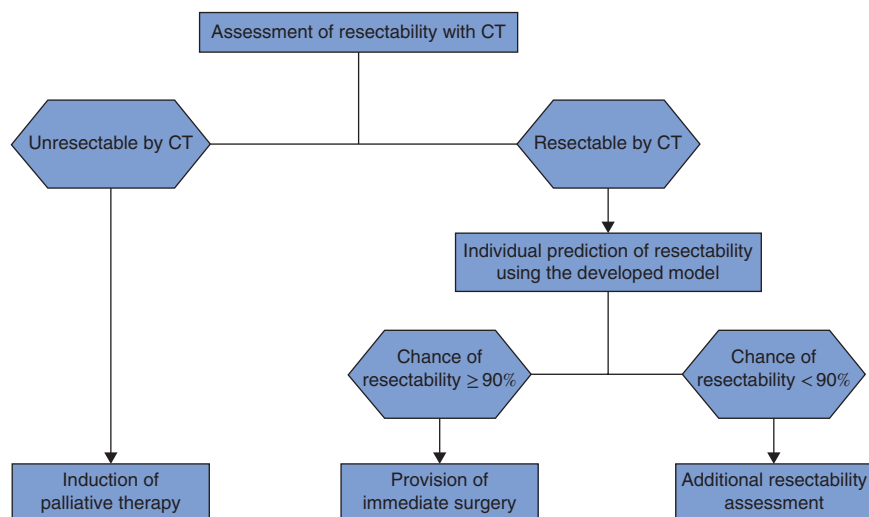 Assessment of resectability with CT
Unresectable by CT
Resectable by CT
Individual prediction of resectability
using the developed model
Chance of
resectability ≥ 90%
Chance of
resectability < 90%
Induction of
palliative therapy
Provision of
immediate surgery
Additional resectability
assessment